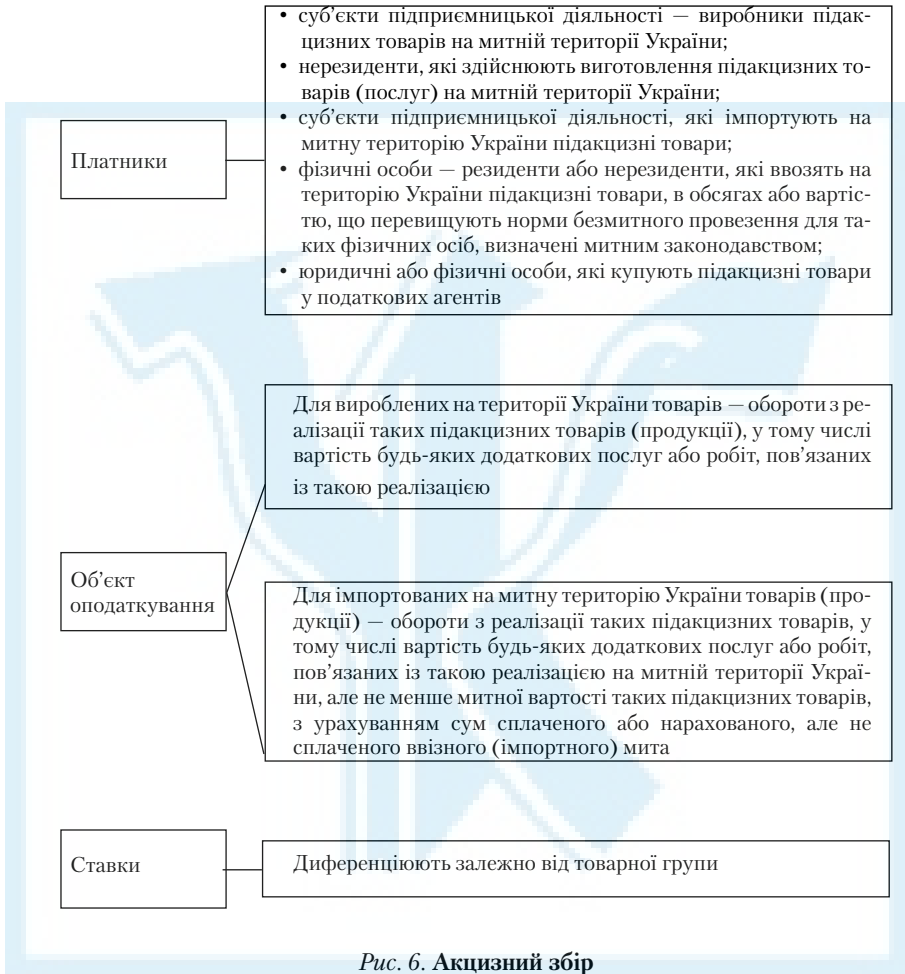 Платники
• суб’єкти підприємницької діяльності — виробники підак-
цизних товарів на митній території України;
• нерезиденти, які здійснюють виготовлення підакцизних то-
варів (послуг) на митній території України;
• суб’єкти підприємницької діяльності, які імпортують на
митну територію України підакцизні товари;
• фізичні особи — резиденти або нерезиденти, які ввозять на
територію України підакцизні товари, в обсягах або вартіс-
тю, що перевищують норми безмитного провезення для та-
ких фізичних осіб, визначені митним законодавством;
• юридичні або фізичні особи, які купують підакцизні товари
у податкових агентів
Об’єкт
оподаткування
Для вироблених на території України товарів — обороти з ре-
алізації таких підакцизних товарів (продукції), у тому числі
вартість будь-яких додаткових послуг або робіт, пов’язаних
із такою реалізацією
Для імпортованих на митну територію України товарів (про-
дукції) — обороти з реалізації таких підакцизних товарів, у
тому числі вартість будь-яких додаткових послуг або робіт,
пов’язаних із такою реалізацією на митній території Украї-
ни, але не менше митної вартості таких підакцизних товарів,
з урахуванням сум сплаченого або нарахованого, але не
сплаченого ввізного (імпортного) мита
Ставки
Диференціюють залежно від товарної групи
Рис. 6. Акцизний збір